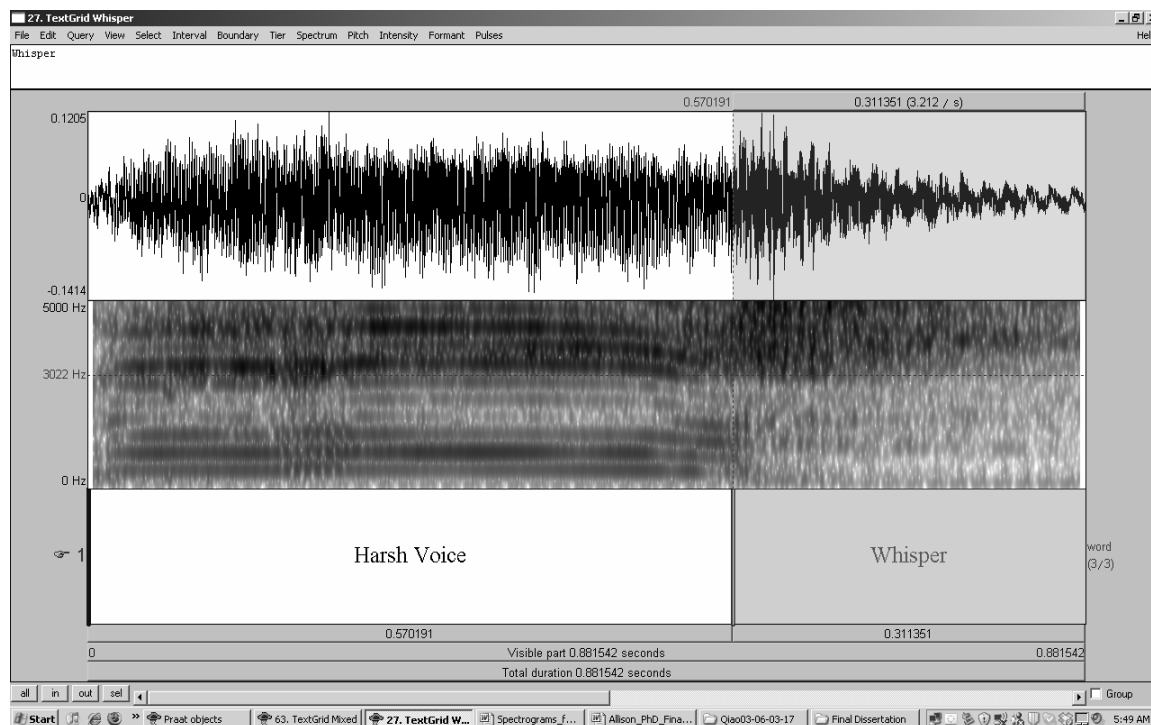 27. TextGrid Whisper
File Edit Query View Select Interval Boundary Tier Spectrum Pitch Intensity Formant Pulses Hel
Whisper
0.570191 0.311351 (3.212 / s)
0.1205
0
-0.1414
5000 Hz
3022 Hz
0 Hz
1 Harsh Voice Whisper word
(3/3)
0.570191 0.311351
0 Visible part 0.881542 seconds 0.881542
Total duration 0.881542 seconds
all in out sel Group
Start » Praat objects 63. TextGrid Mixed 27. TextGrid W... Spectrograms_f... Allison_PhD_Fina... Qiao03-06-03-17 Final Dissertation 5:49 AM